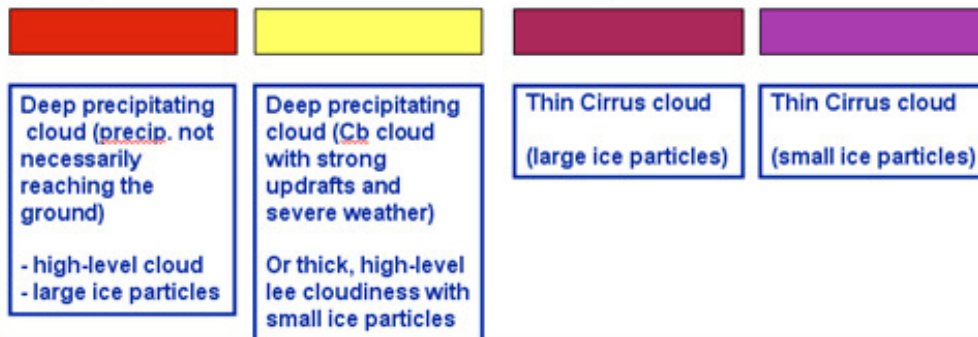 Deep precipitating
cloud (precip. not
necessarily
reaching the
ground)
- high-level cloud
- large ice particles
Deep precipitating
cloud (Cb cloud
with strong
updrafts and
severe weather)
Or thick, high-level
lee cloudiness with
small ice particles
Thin Cirrus cloud
(large ice particles)
Thin Cirrus cloud
(small ice particles)